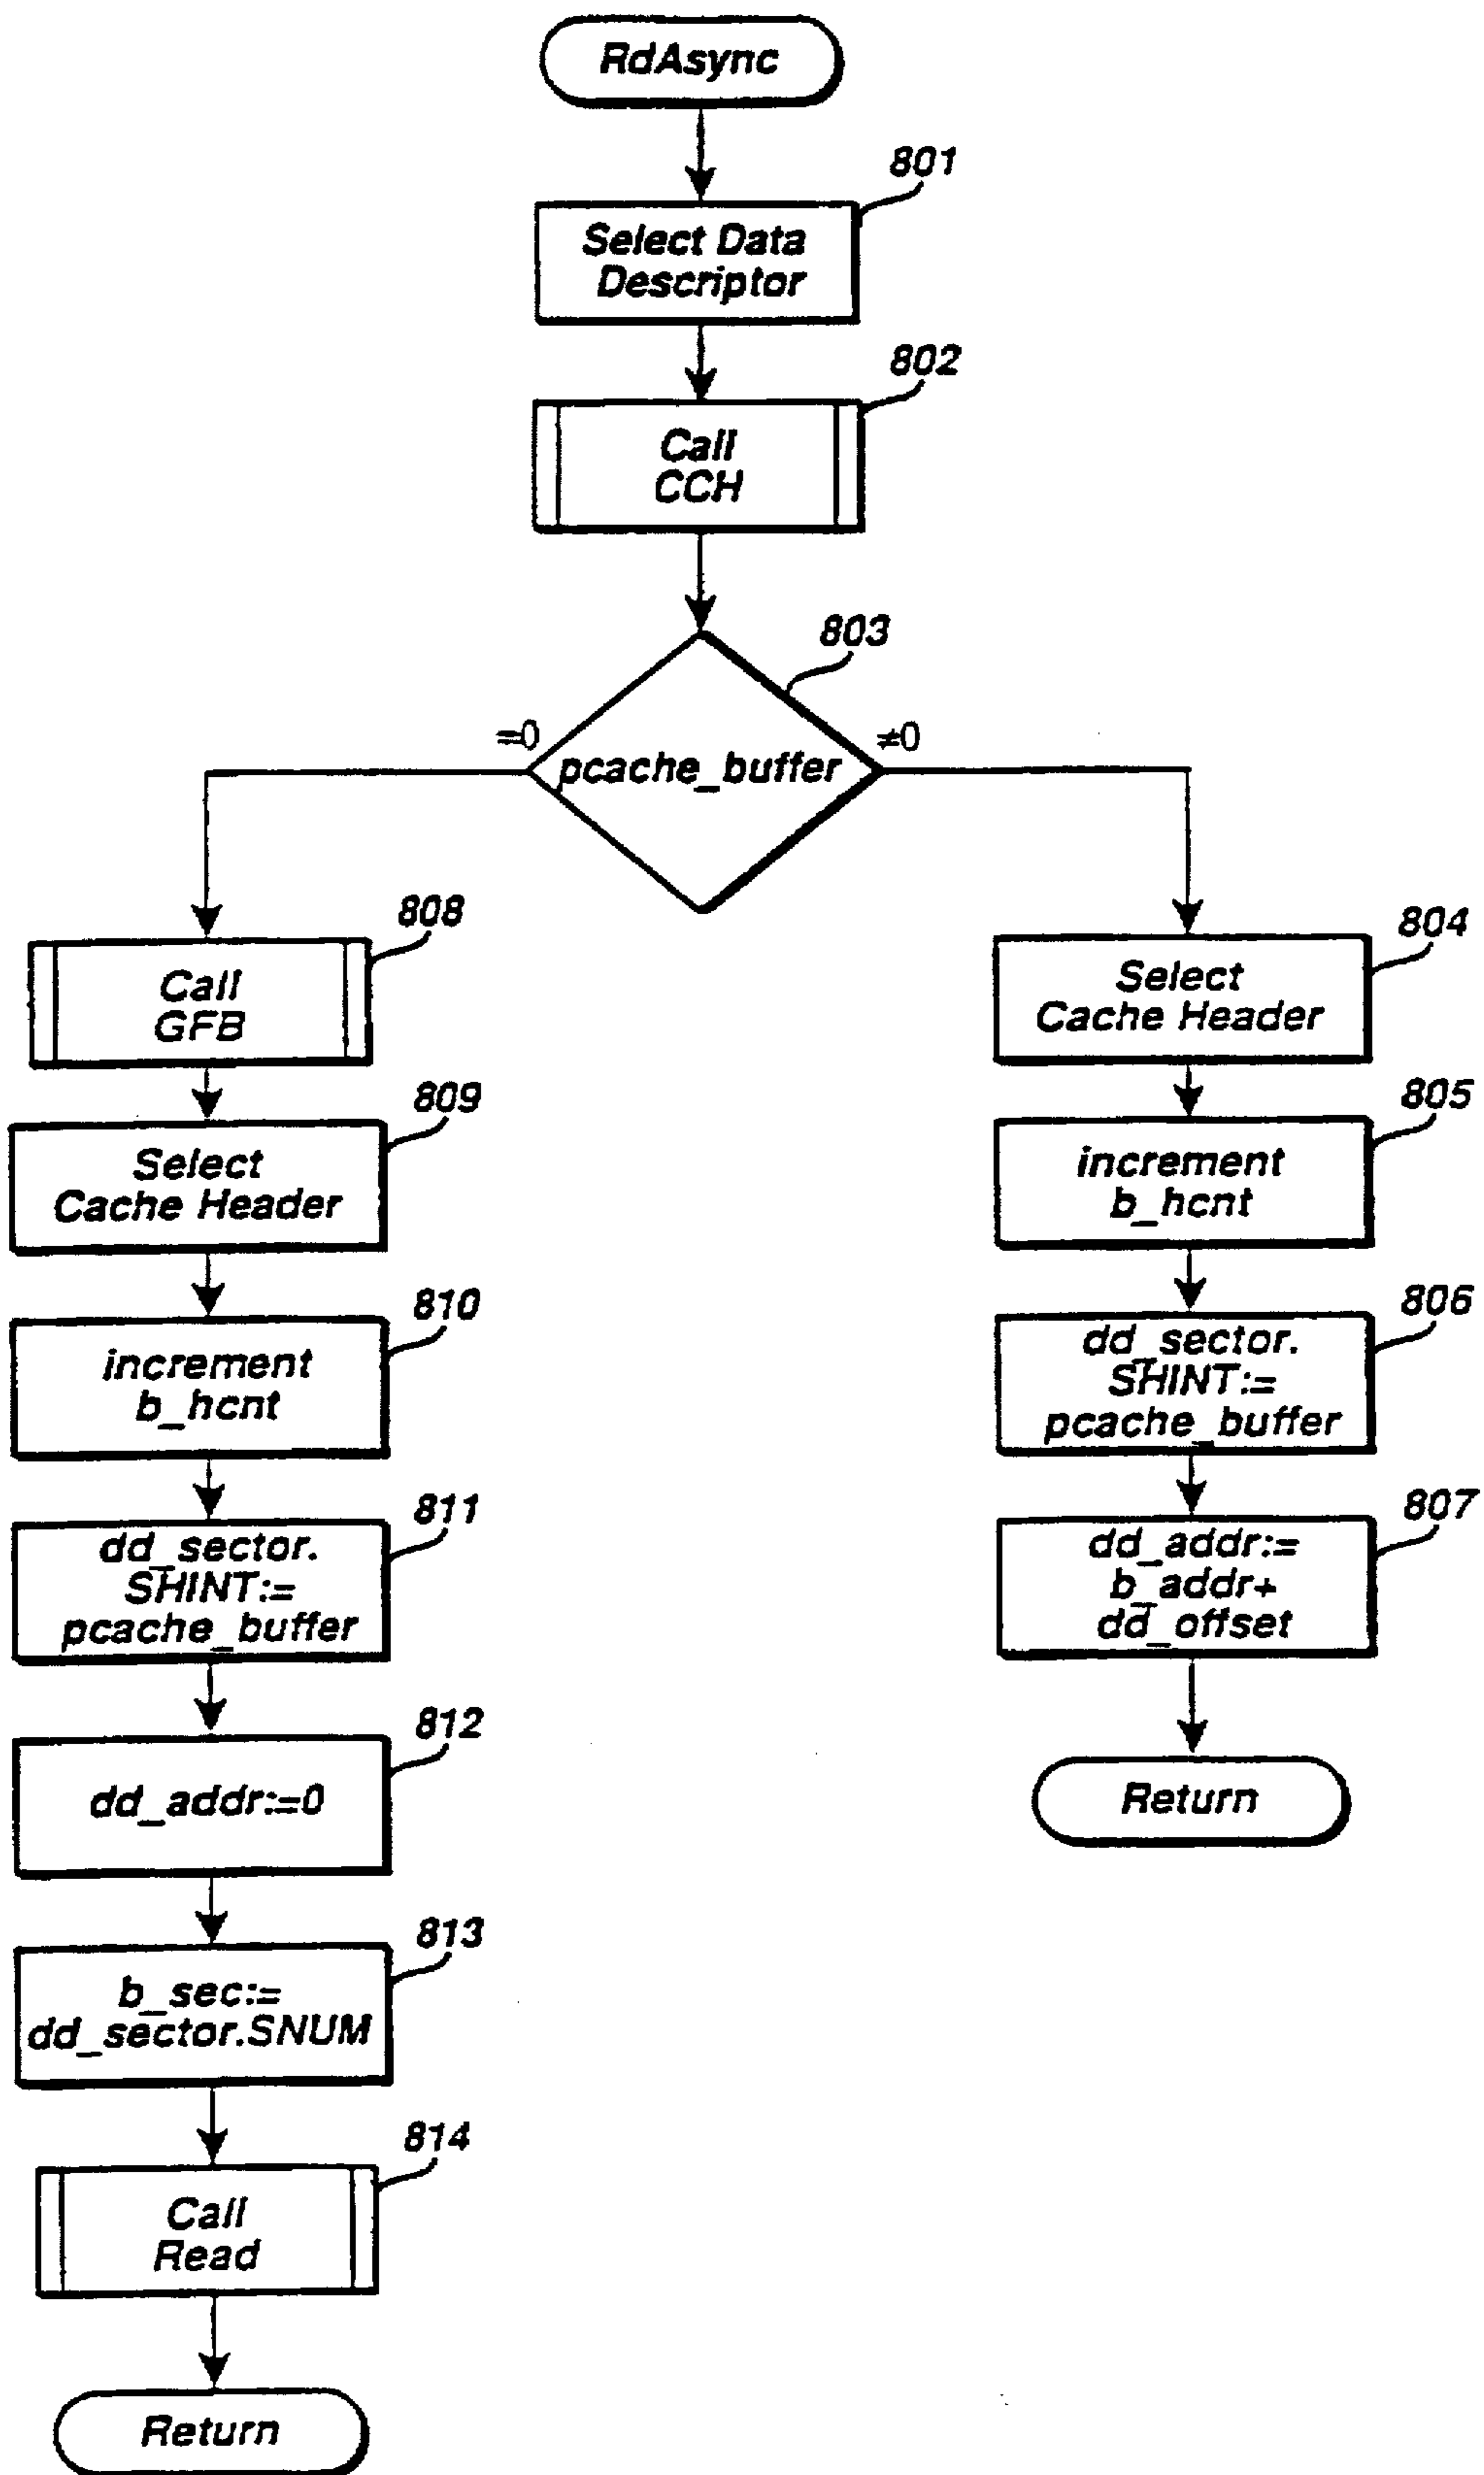 RdAsync
801
Select Data
Descriptor
802
Call
CCH
803
=0
pcache_buffer
≠0
808
Call
GFB
809
Select
Cache Header
810
increment
b_hcnt
811
dd_sector.
SHINT:=
pcache_buffer
812
dd_addr:=0
813
b_sec:=
dd_sector.SNUM
814
Call
Read
Return
804
Select
Cache Header
805
increment
b_hcnt
806
dd_sector.
SHINT:=
pcache_buffer
807
dd_addr:=
b_addr+
dd_offset
Return